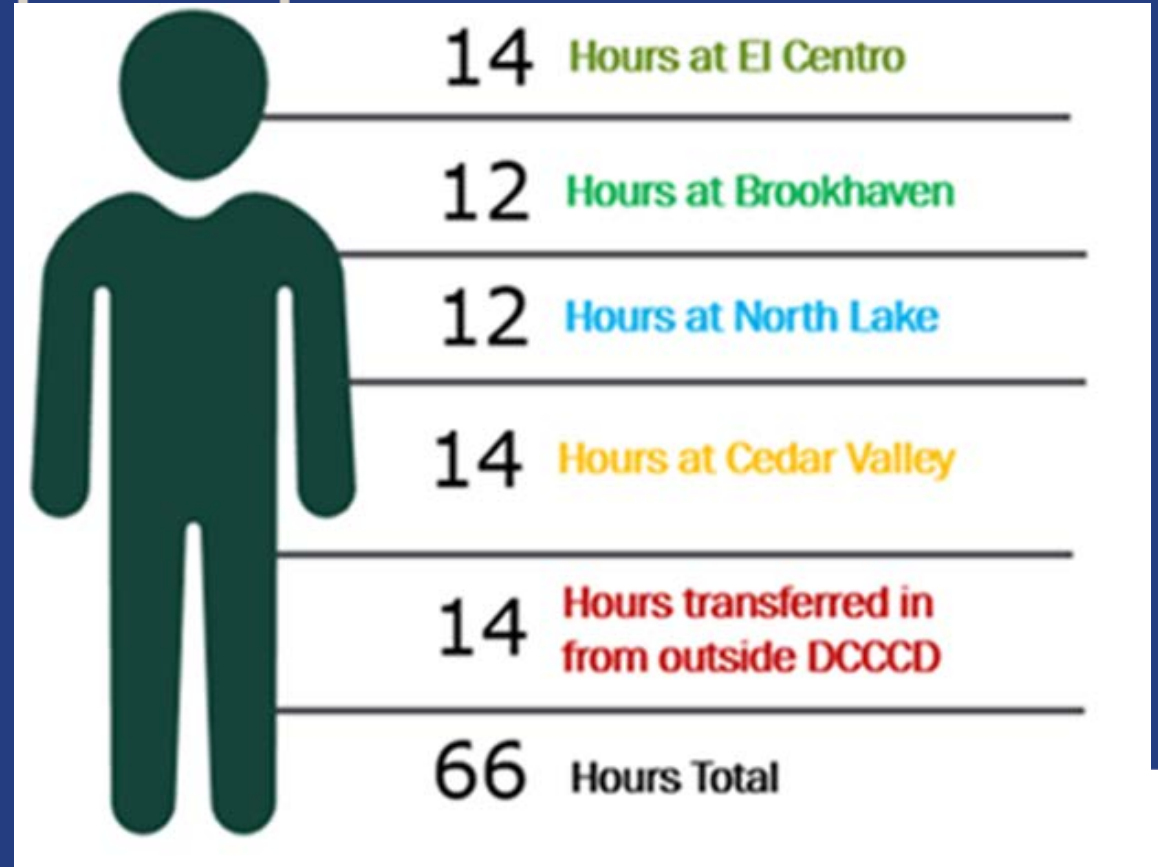 14 Hours at El Centro
12 Hours at Brookhaven
12 Hours at North Lake
14 Hours at Cedar Valley
14 Hours transferred in
from outside DCCCD
66 Hours Total